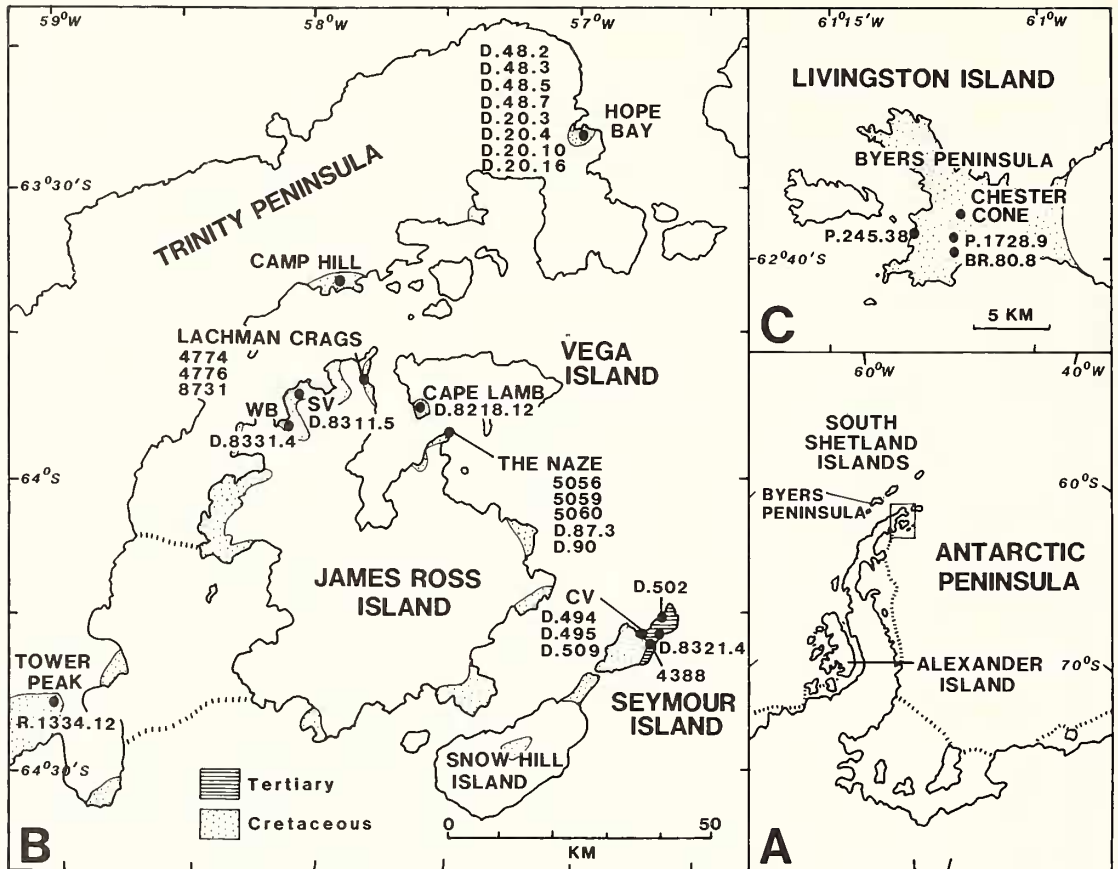 59°W
58°W
57°W
D.48.2
D.48.3
D.48.5
D.48.7
D.20.3
D.20.4
D.20.10
D.20.16
HOPE
BAY
63°30'S
TRINITY PENINSULA
CAMP HILL
LACHMAN CRAGS
4774
4776
8731
VEGA
ISLAND
WB
SV
D.8311.5
D.8331.4
CAPE LAMB
D.8218.12
64°S
THE NAZE
5056
5059
5060
D.87.3
D.90
JAMES ROSS
ISLAND
CV
D.494
D.495
D.509
D.502
D.8321.4
4388
SEYMOUR
ISLAND
TOWER
PEAK
R.1334.12
SNOW HILL
ISLAND
64°30'S
Tertiary
Cretaceous
0 50
KM
B
61°15'W
61°W
LIVINGSTON ISLAND
BYERS PENINSULA
CHESTER
CONE
P.245.38
P.1728.9
BR.80.8
62°40'S
5 KM
C
60°W
40°W
SOUTH
SHETLAND
ISLANDS
60°S
BYERS
PENINSULA
ANTARCTIC
PENINSULA
ALEXANDER
ISLAND
70°S
A